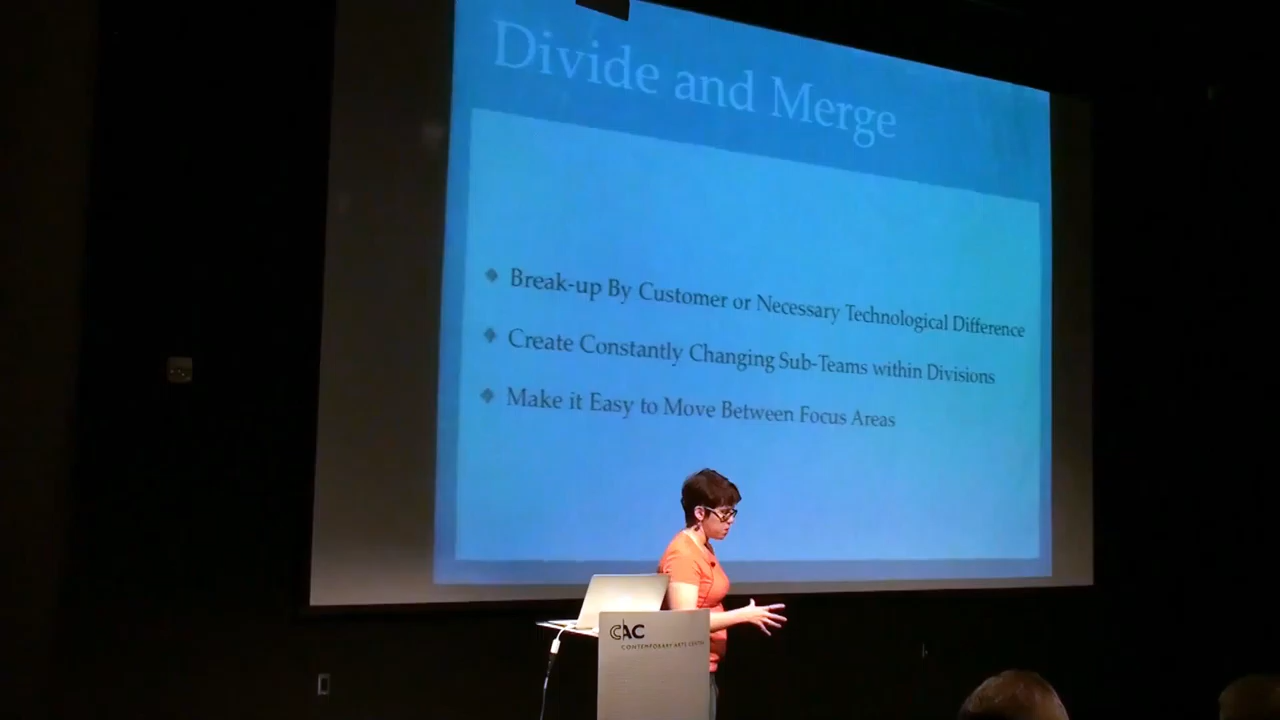 Divide and Merge
Break-up By Customer or Necessary Technological Difference
Create Constantly Changing Sub-Teams within Divisions
Make it Easy to Move Between Focus Areas
CAC
CONTEMPORARY ARTS CENTER